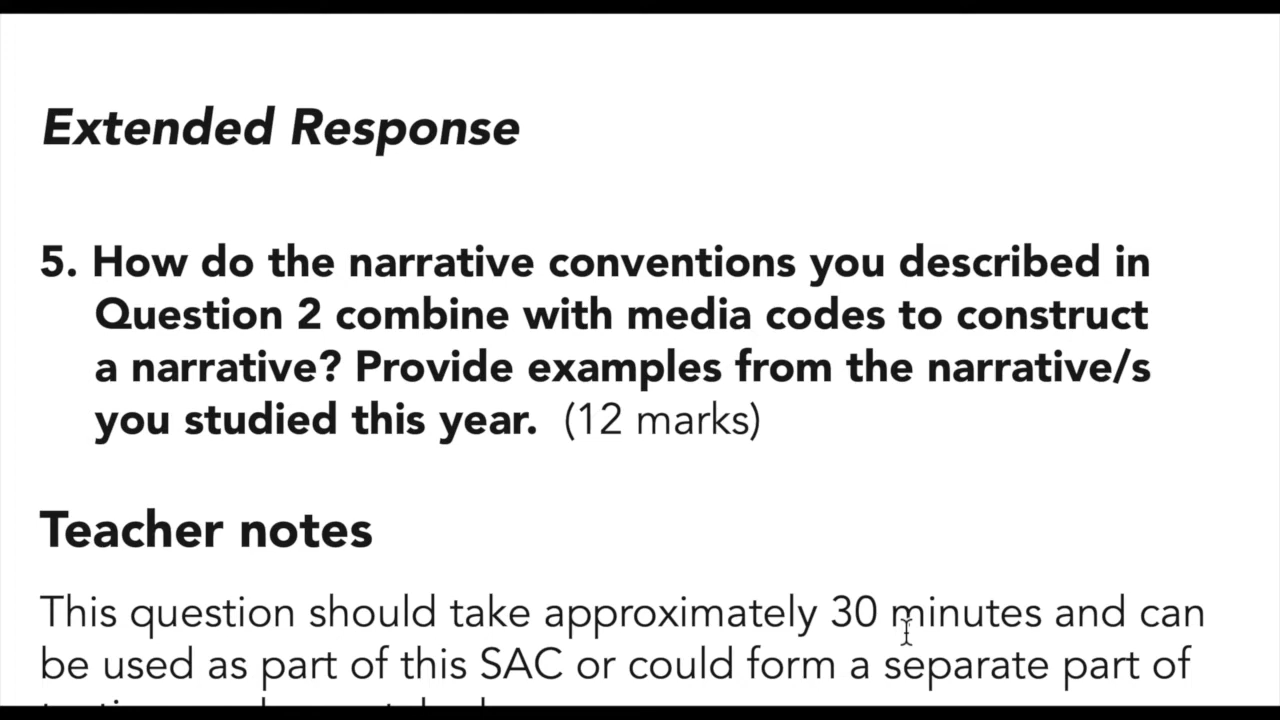 Extended Response
5. How do the narrative conventions you described in
Question 2 combine with media codes to construct
a narrative? Provide examples from the narrative/s
you studied this year. (12 marks)
Teacher notes
This question should take approximately 30 minutes and can
be used as part of this SAC or could form a separate part of